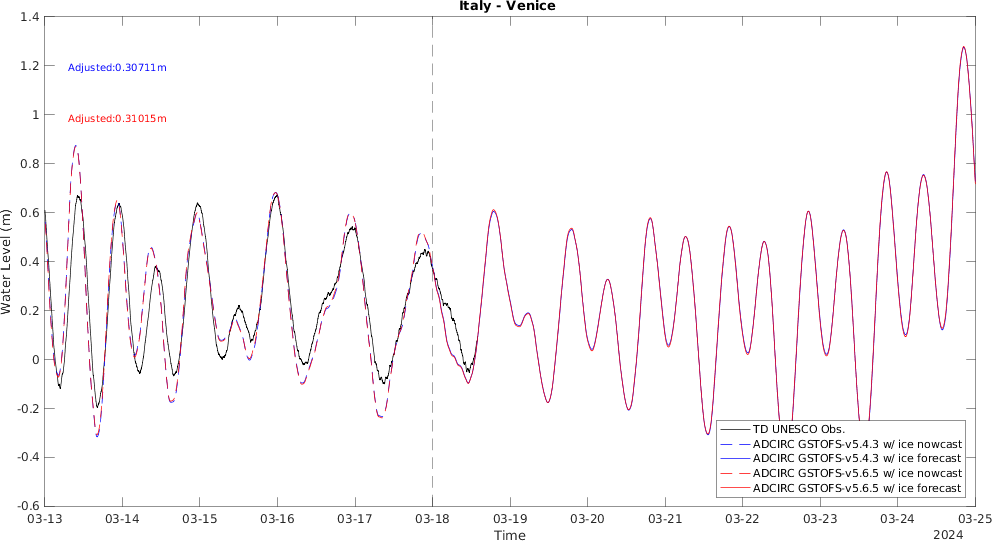 Italy - Venice
1.4
1.2
1
0.8
0.6
0.4
0.2
0
-0.2
-0.4
-0.6
Water Level (m)
Adjusted:0.30711m
Adjusted:0.31015m
TD UNESCO Obs.
ADCIRC GSTOFS-v5.4.3 w/ ice nowcast
ADCIRC GSTOFS-v5.4.3 w/ ice forecast
ADCIRC GSTOFS-v5.6.5 w/ ice nowcast
ADCIRC GSTOFS-v5.6.5 w/ ice forecast
03-13 03-14 03-15 03-16 03-17 03-18 03-19 03-20 03-21 03-22 03-23 03-24 03-25
Time
2024